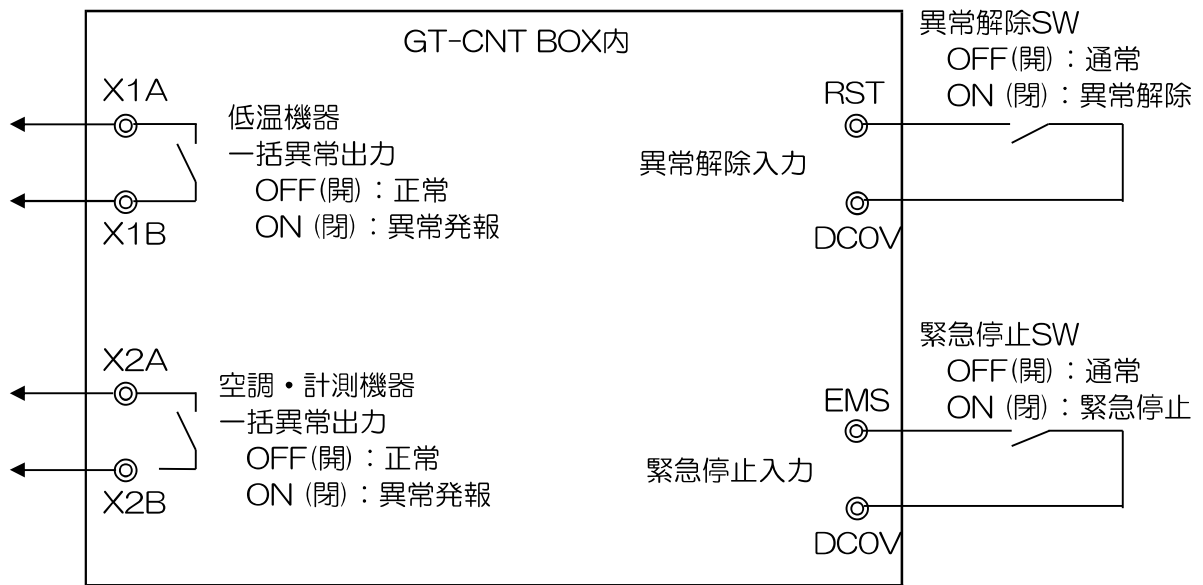 GT-CNT BOX内
X1A
X1B
低温機器
一括異常出力
OFF(開)：正常
ON (閉)：異常発報
X2A
X2B
空調・計測機器
一括異常出力
OFF(開)：正常
ON (閉)：異常発報
RST
異常解除入力
DC0V
異常解除SW
OFF(開)：通常
ON (閉)：異常解除
EMS
緊急停止入力
DC0V
緊急停止SW
OFF(開)：通常
ON (閉)：緊急停止